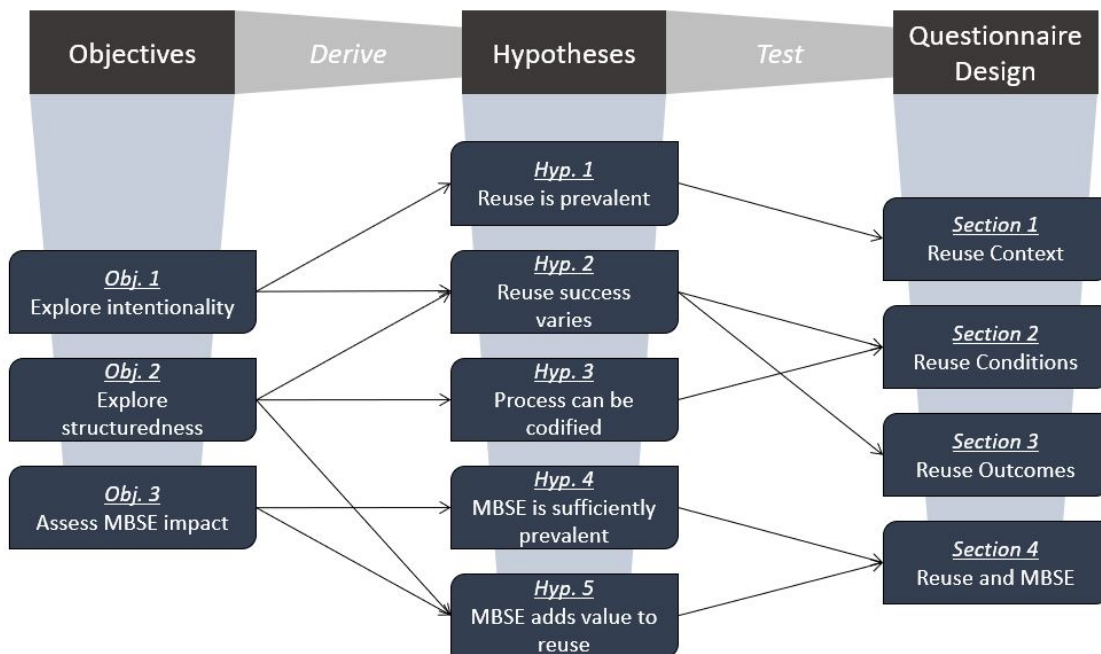 Objectives
Derive
Hypotheses
Test
Questionnaire
Design
Obj. 1
Explore intentionality
Obj. 2
Explore
structuredness
Obj. 3
Assess MBSE impact
Hyp. 1
Reuse is prevalent
Hyp. 2
Reuse success
varies
Hyp. 3
Process can be
codified
Hyp. 4
MBSE is sufficiently
prevalent
Hyp. 5
MBSE adds value to
reuse
Section 1
Reuse Context
Section 2
Reuse Conditions
Section 3
Reuse Outcomes
Section 4
Reuse and MBSE